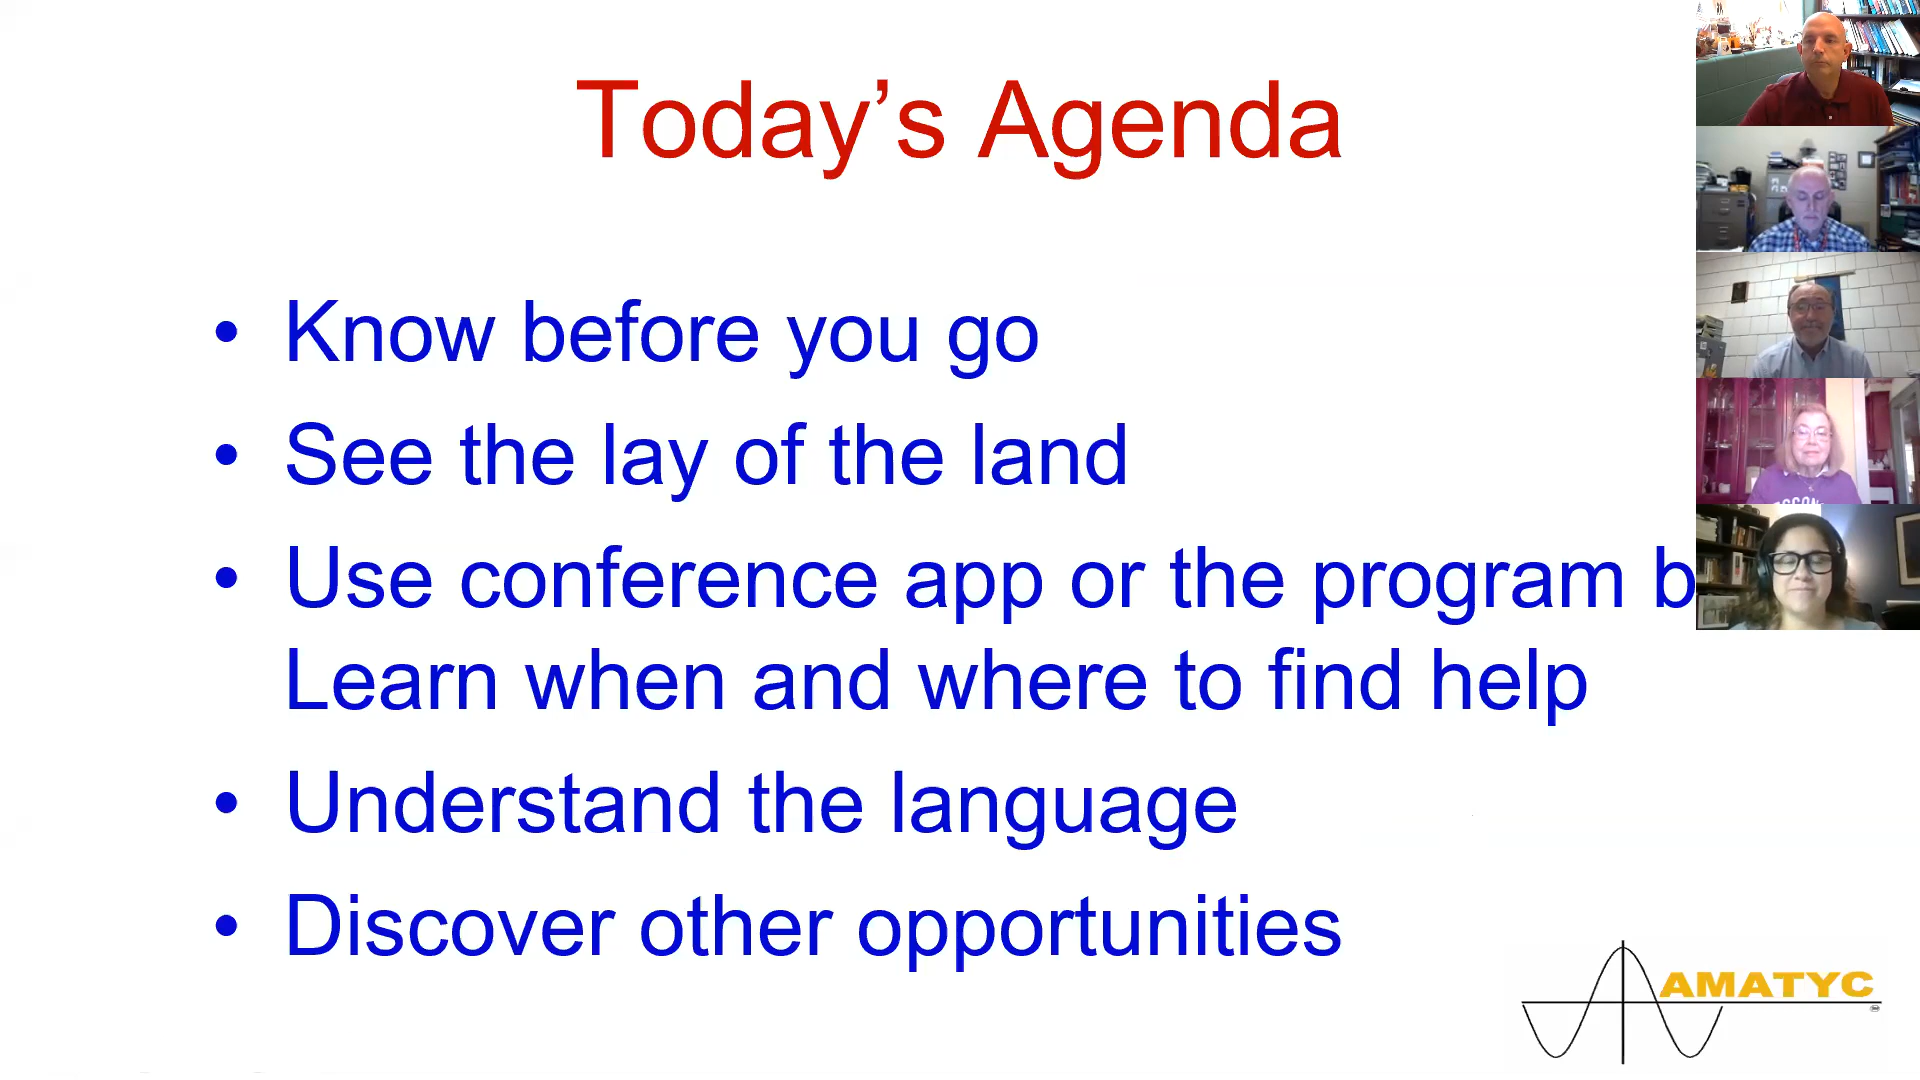 Today’s Agenda
• Know before you go
• See the lay of the land
• Use conference app or the program b
Learn when and where to find help
• Understand the language
• Discover other opportunities
AMATYC